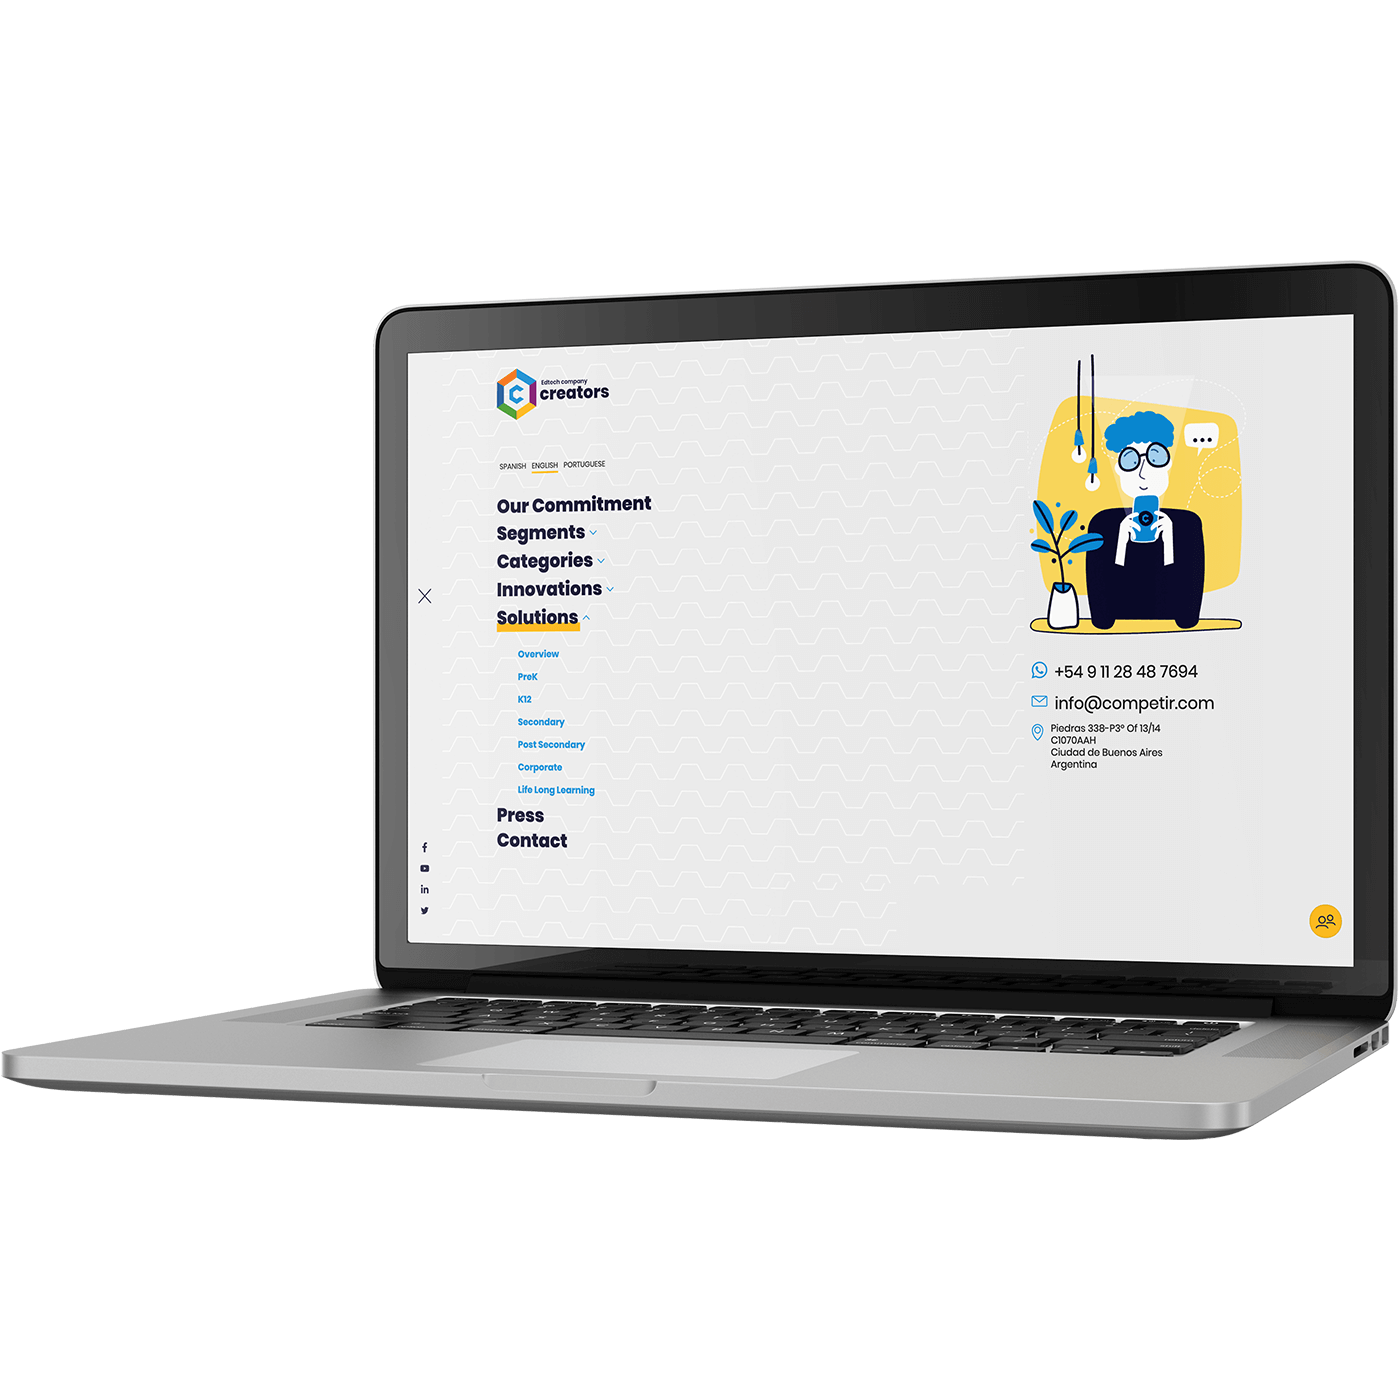 Edtech company
creators
SPANISH ENGLISH PORTUGUESE
Our Commitment
Segments
Categories
Innovations
Solutions
Overview
PreK
K12
Secondary
Post Secondary
Corporate
Life Long Learning
Press
Contact
+54 9 11 28 48 7694
info@competir.com
Piedras 338-P3° Of 13/14
C1070AAH
Ciudad de Buenos Aires
Argentina